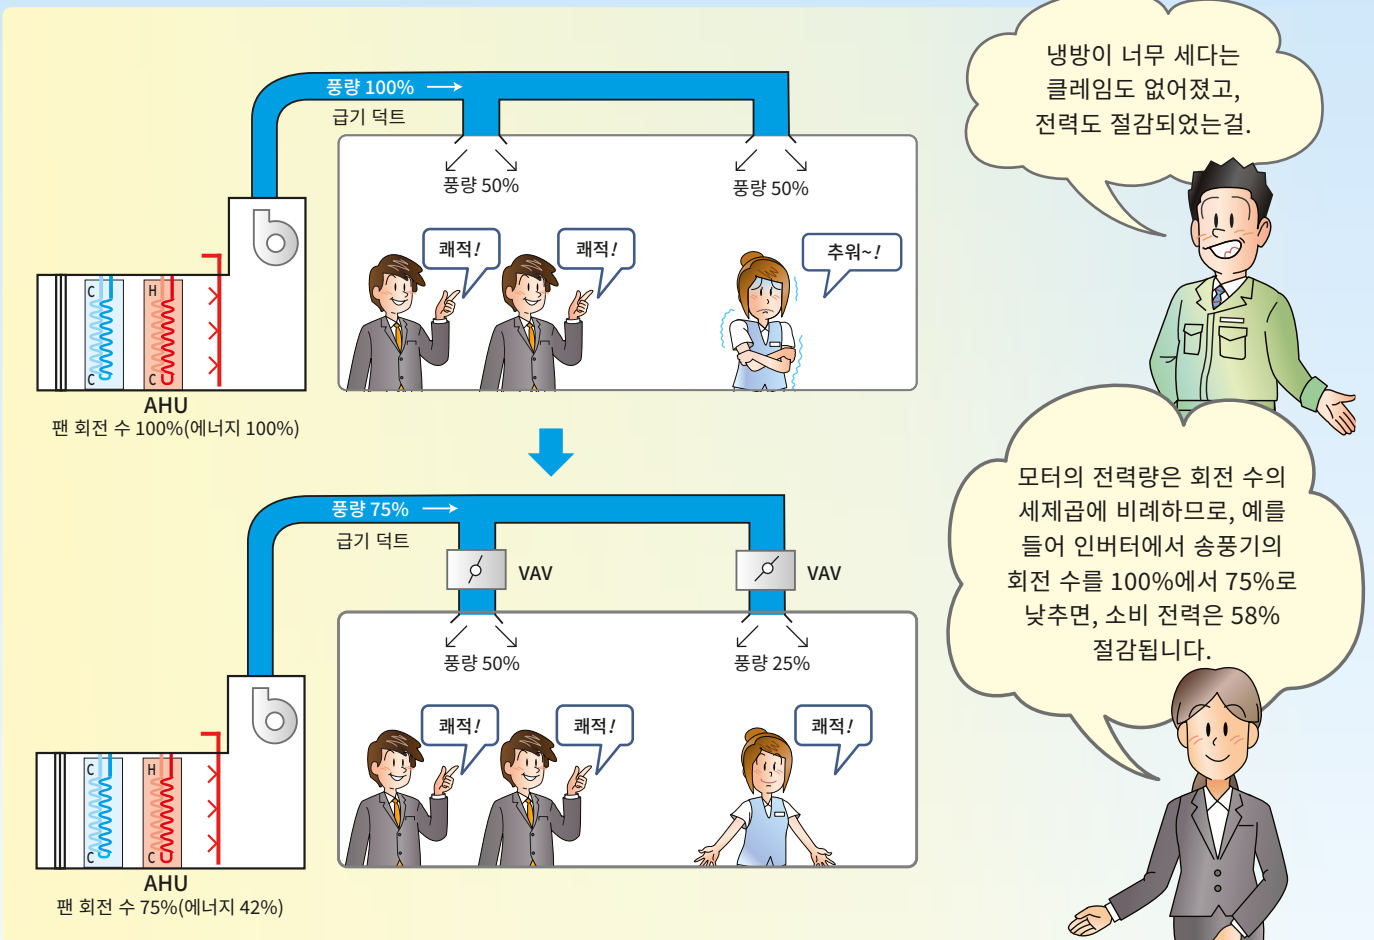 냉방이 너무 세다는
클레임도 없어졌고,
전력도 절감되었는걸.
풍량 100%
급기 덕트
풍량 50%
풍량 50%
쾌적!
쾌적!
추워~!
C
H
C
C
AHU
팬 회전 수 100%(에너지 100%)
모터의 전력량은 회전 수의
세제곱에 비례하므로, 예를
들어 인버터에서 송풍기의
회전 수를 100%에서 75%로
낮추면, 소비 전력은 58%
절감됩니다.
풍량 75%
급기 덕트
VAV
VAV
풍량 50%
풍량 25%
쾌적!
쾌적!
쾌적!
C
H
C
C
AHU
팬 회전 수 75%(에너지 42%)